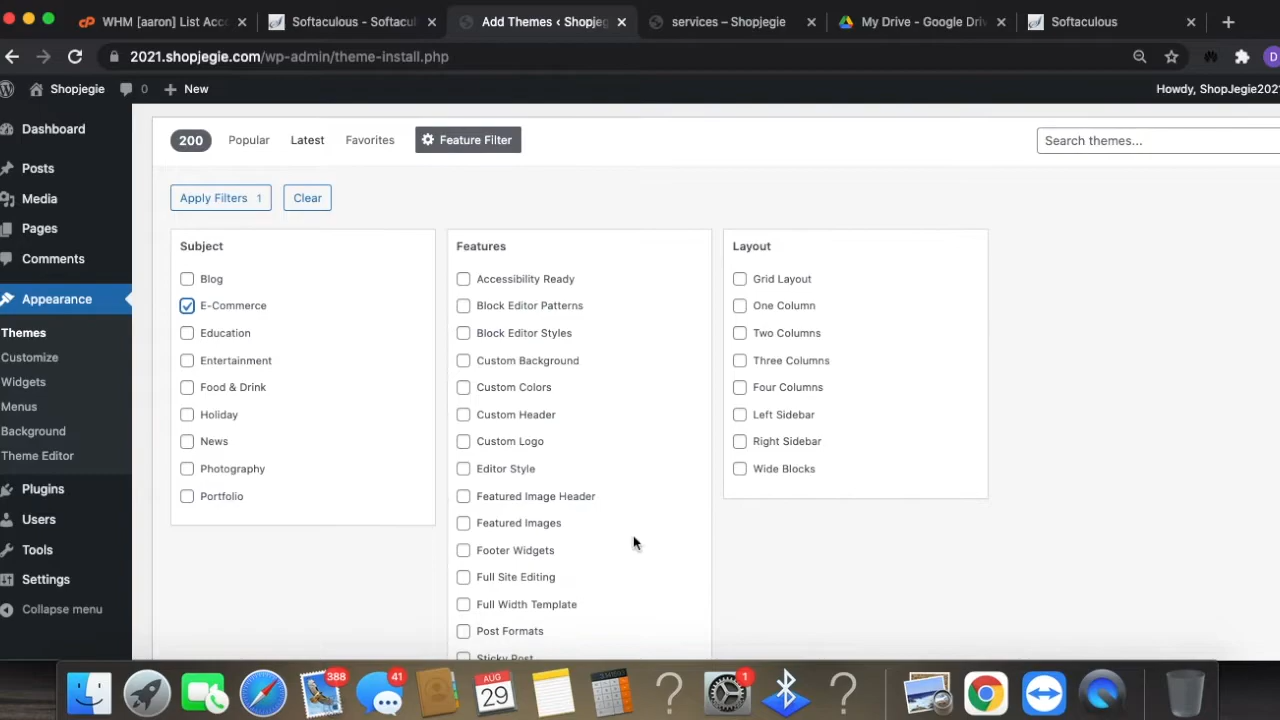 WHM [aaron] List Acco
Softaculous - Softacul
Add Themes ‹ Shopjeg
services – Shopjegie
My Drive - Google Dri
Softaculous
2021.shopjegie.com/wp-admin/theme-install.php
Shopjegie
0
New
Howdy, ShopJegie202
Dashboard
Posts
Media
Pages
Comments
Appearance
Themes
Customize
Widgets
Menus
Background
Theme Editor
Plugins
Users
Tools
Settings
Collapse menu
200
Popular
Latest
Favorites
Feature Filter
Search themes...
Apply Filters 1
Clear
Subject
Blog
E-Commerce
Education
Entertainment
Food & Drink
Holiday
News
Photography
Portfolio
Features
Accessibility Ready
Block Editor Patterns
Block Editor Styles
Custom Background
Custom Colors
Custom Header
Custom Logo
Editor Style
Featured Image Header
Featured Images
Footer Widgets
Full Site Editing
Full Width Template
Post Formats
Sticky Post
Layout
Grid Layout
One Column
Two Columns
Three Columns
Four Columns
Left Sidebar
Right Sidebar
Wide Blocks
388
41
AUG
29
1